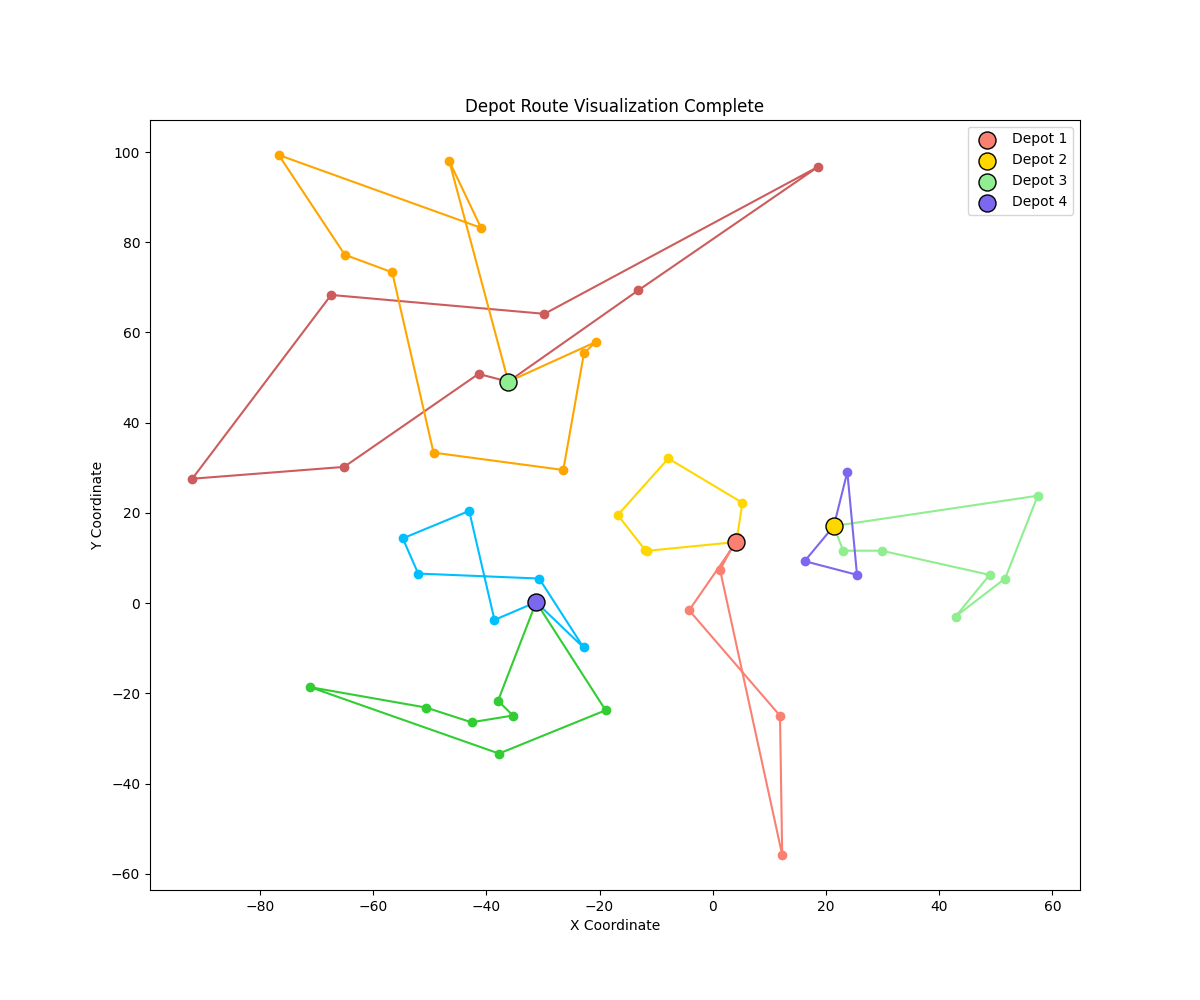 Depot Route Visualization Complete
Depot 1
Depot 2
Depot 3
Depot 4
100
80
60
40
20
0
−20
−40
−60
Y Coordinate
−80 −60 −40 −20 0 20 40 60
X Coordinate